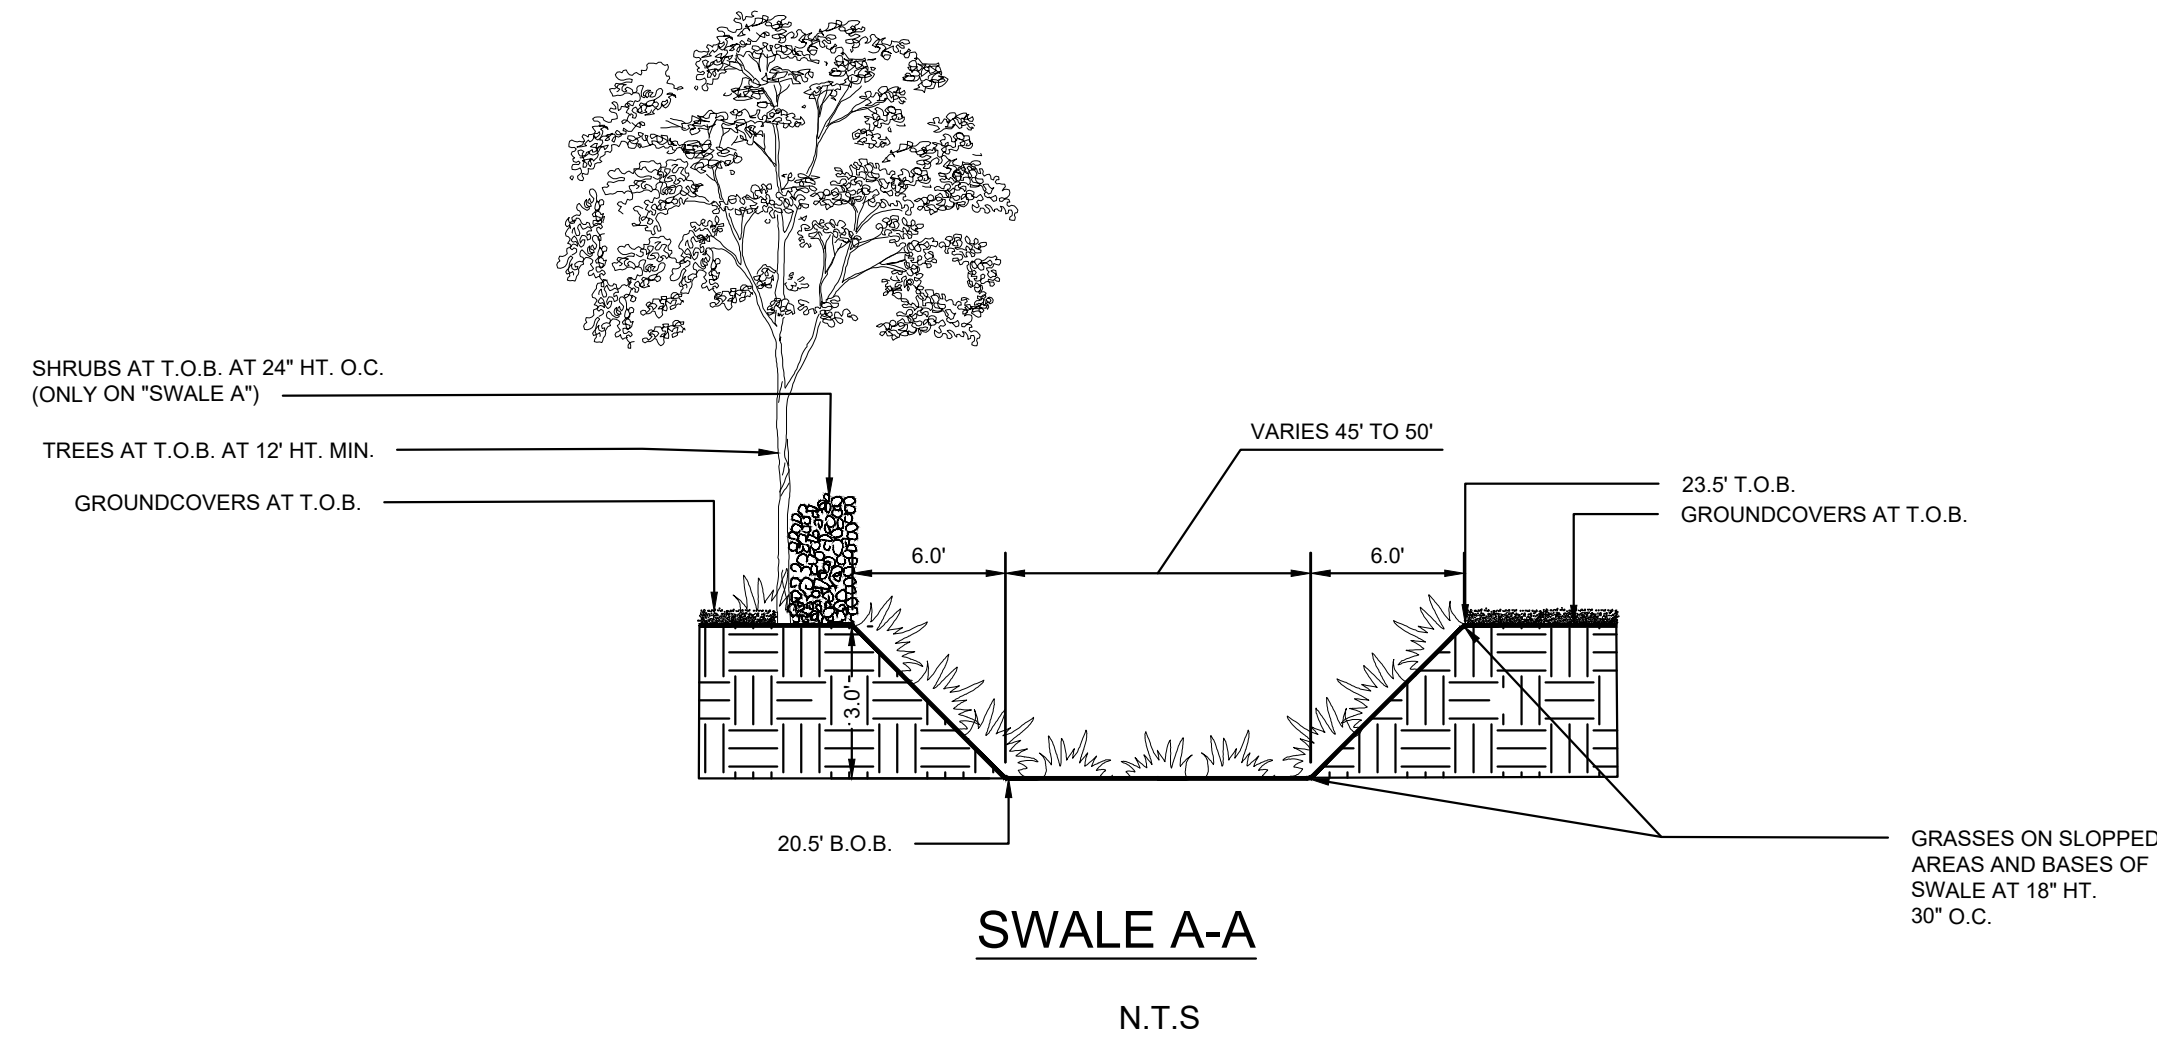 SHRUBS AT T.O.B. AT 24" HT. O.C.
(ONLY ON "SWALE A")
TREES AT T.O.B. AT 12' HT. MIN.
GROUNDCOVERS AT T.O.B.
VARIES 45' TO 50'
23.5' T.O.B.
GROUNDCOVERS AT T.O.B.
6.0'
6.0'
3.0'
20.5' B.O.B.
GRASSES ON SLOPPED
AREAS AND BASES OF
SWALE AT 18" HT.
30" O.C.
SWALE A-A
N.T.S